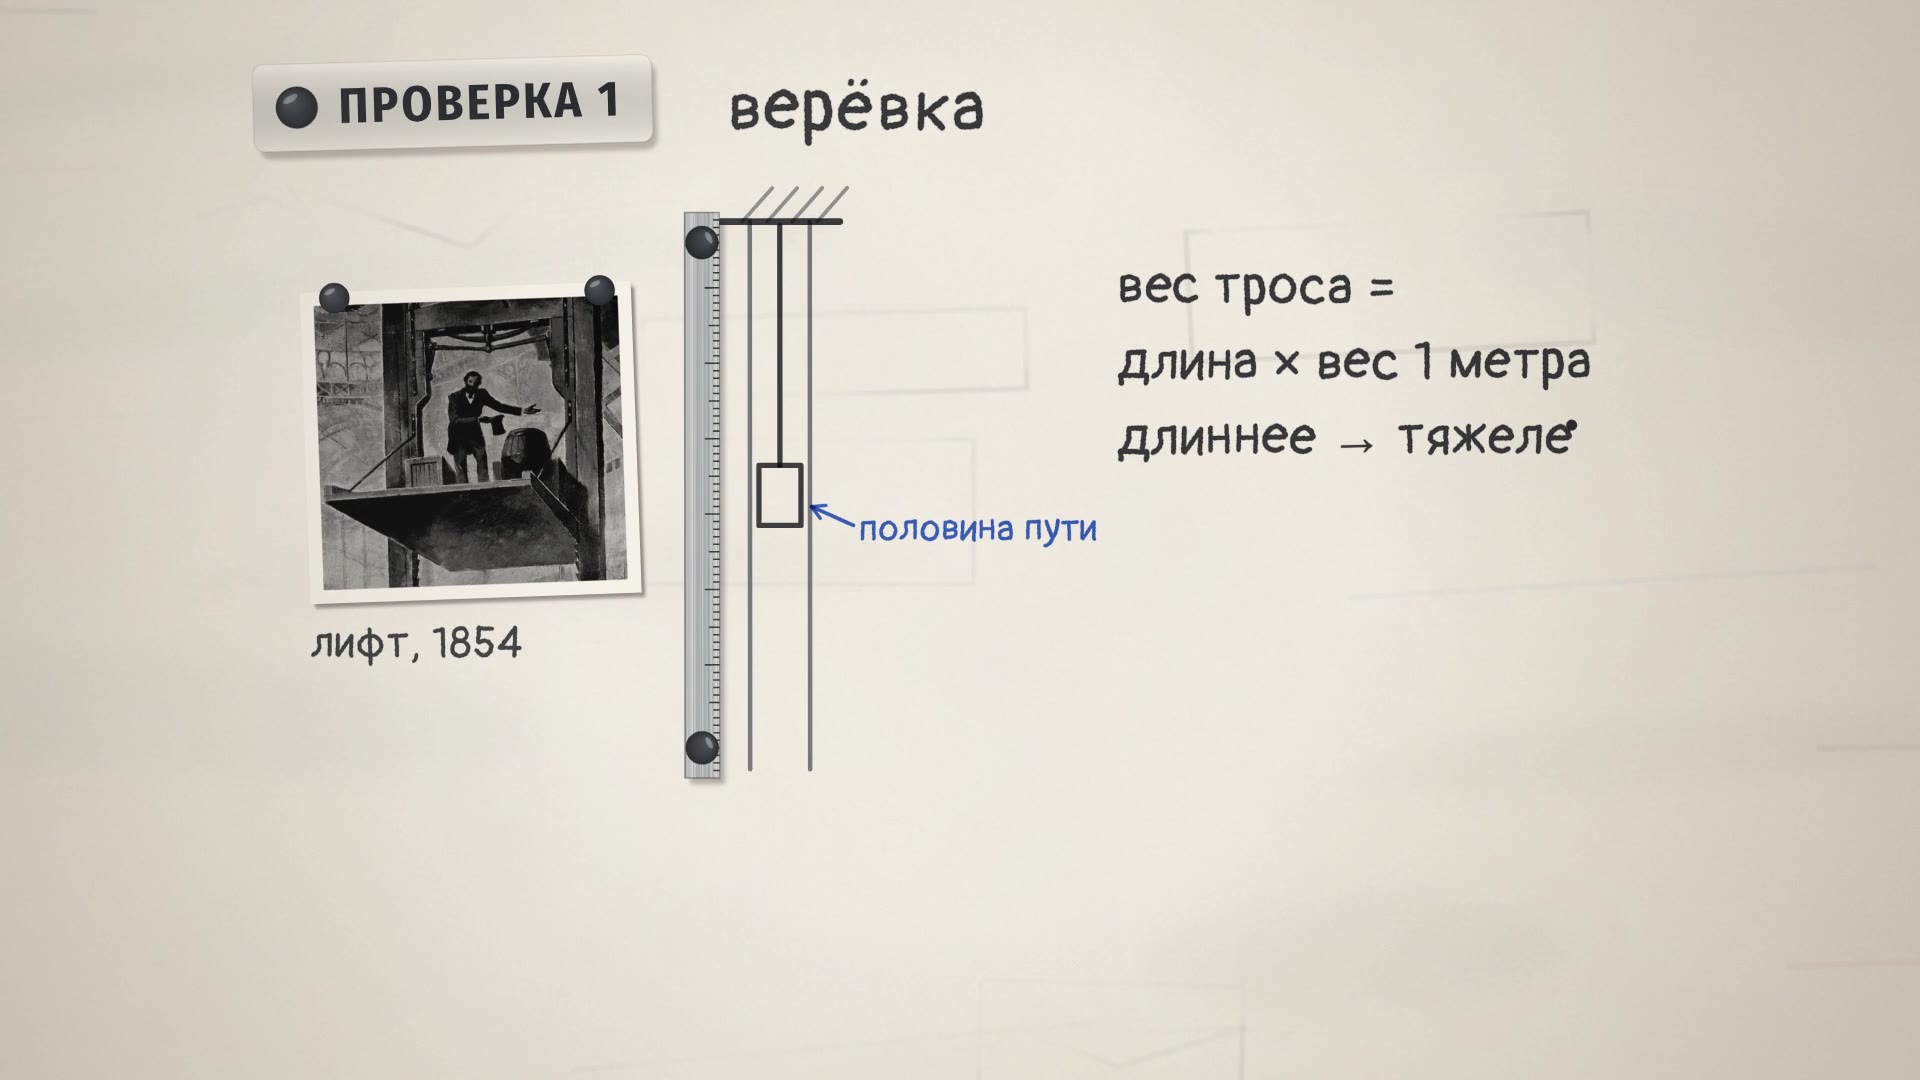 ПРОВЕРКА 1
верёвка
вес троса =
длина × вес 1 метра
длиннее → тяжеле
половина пути
лифт, 1854